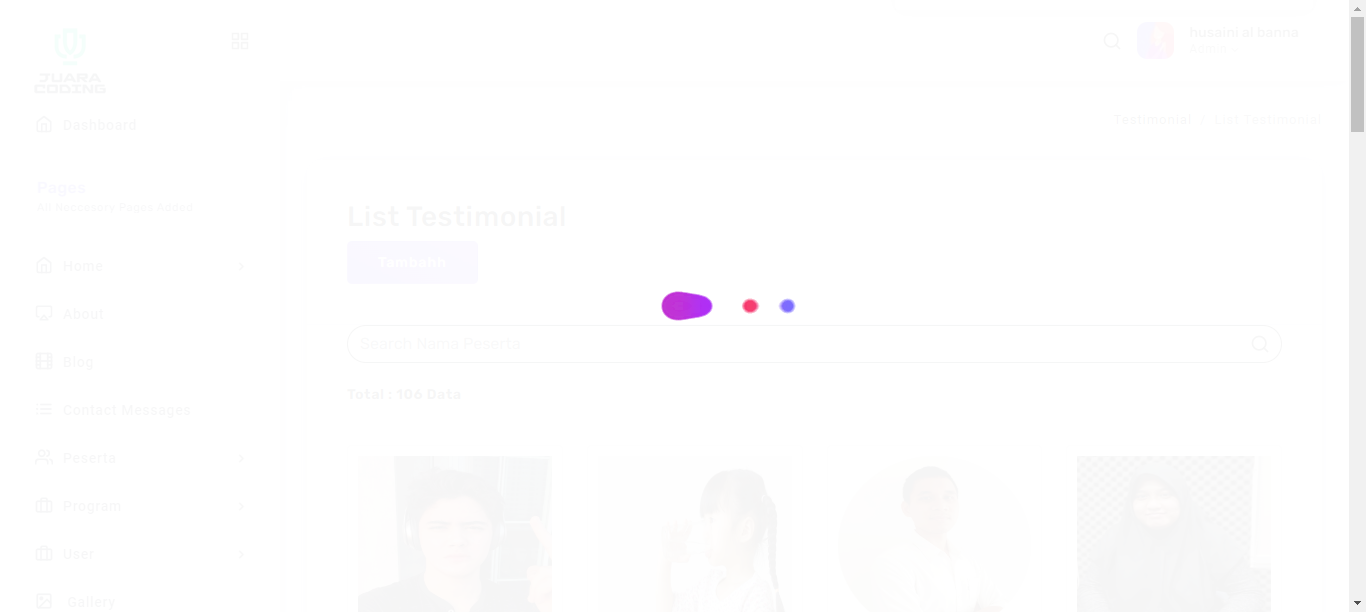 JUARA
CODING
husaini al banna
Admin
Dashboard
Testimonial / List Testimonial
Pages
All Neccesory Pages Added
List Testimonial
Tambahh
Home
About
Search Nama Peserta
Blog
Total : 106 Data
Contact Messages
Peserta
Program
User
Gallery